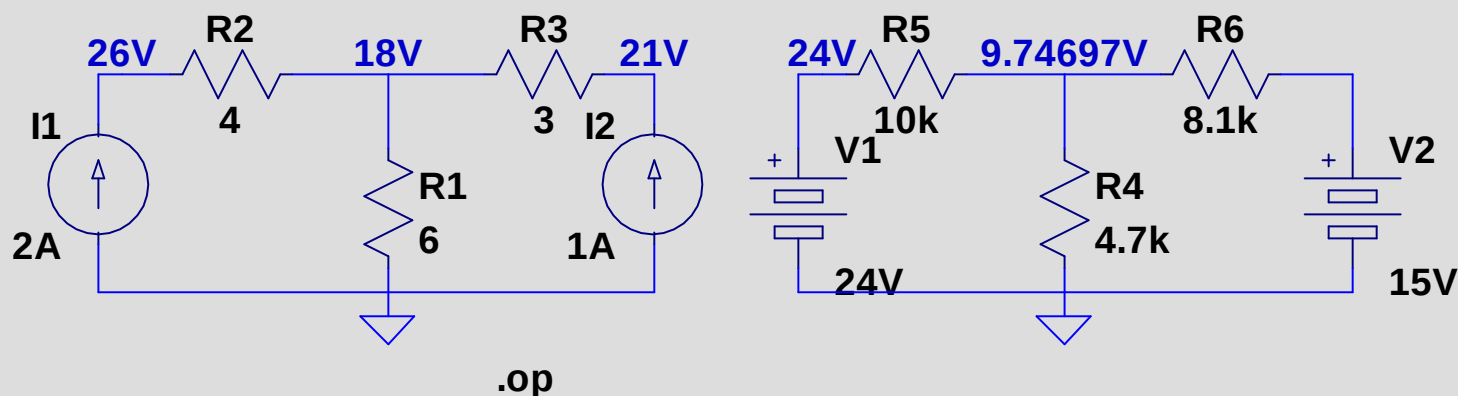 R2 R3 R5 R6
26V 18V 21V 24V 9.74697V
4 3 10k 8.1k
I1 I2 V1 V2
+ +
R1 R4
2A 6 1A 4.7k
24V 15V
.op